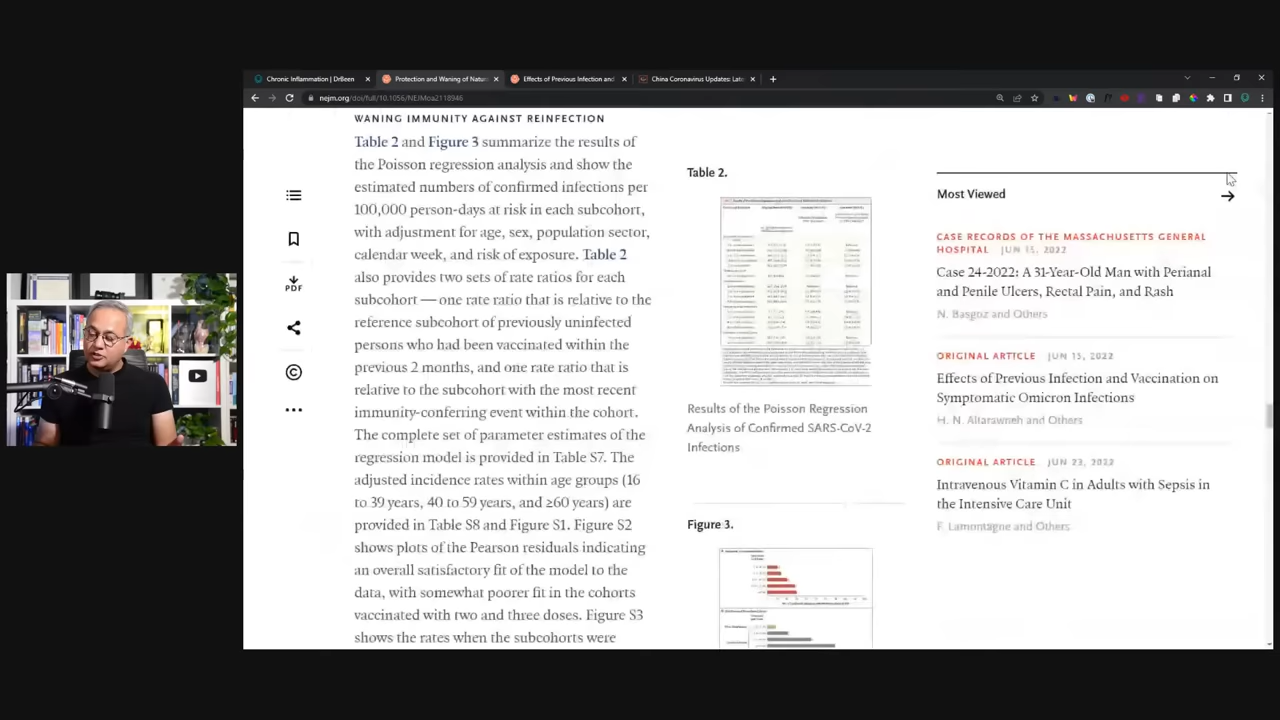 Chronic Inflammation | DrBeen
Protection and Waning of Natur
Effects of Previous Infection and
China Coronavirus Updates: Late
nejm.org/doi/full/10.1056/NEJMoa2118946
WANING IMMUNITY AGAINST REINFECTION
Table 2 and Figure 3 summarize the results of
the Poisson regression analysis and show the
estimated numbers of confirmed infections per
100,000 person-days at risk in each cohort,
with adjustment for age, sex, population sector,
calendar week, and risk of exposure. Table 2
shows the two rate ratios for each
subcohort—one ratio that is relative to the
reference cohort of previously uninfected
persons who had been vaccinated within the
previous 2 months, and one ratio that is
relative to the subcohort with the most recent
immunity-conferring event within the cohort.
The complete set of parameter estimates of the
regression model is provided in Table S7. The
adjusted incidence rates within age groups (16
to 39 years, 40 to 59 years, and ≥60 years) are
provided in Table S8 and Figure S1. Figure S2
shows plots of the Pearson residuals indicating
an overall satisfactory fit of the model to the
data, with somewhat poorer fit in the cohorts
treated with two or three doses. Figure S3
shows the rates when the subcohorts were
PDF
Table 2.
Results of the Poisson Regression
Analysis of Confirmed SARS-CoV-2
Infections
Figure 3.
Most Viewed
CASE RECORDS OF THE MASSACHUSETTS GENERAL
HOSPITAL JUN 15, 2022
Case 24-2022: A 31-Year-Old Man with Perianal
and Penile Ulcers, Rectal Pain, and Rash
N. Basgoz and Others
ORIGINAL ARTICLE JUN 15, 2022
Effects of Previous Infection and Vaccination on
Symptomatic Omicron Infections
H. N. Altarawneh and Others
ORIGINAL ARTICLE JUN 23, 2022
Intravenous Vitamin C in Adults with Sepsis in
the Intensive Care Unit
F. Lamontagne and Others